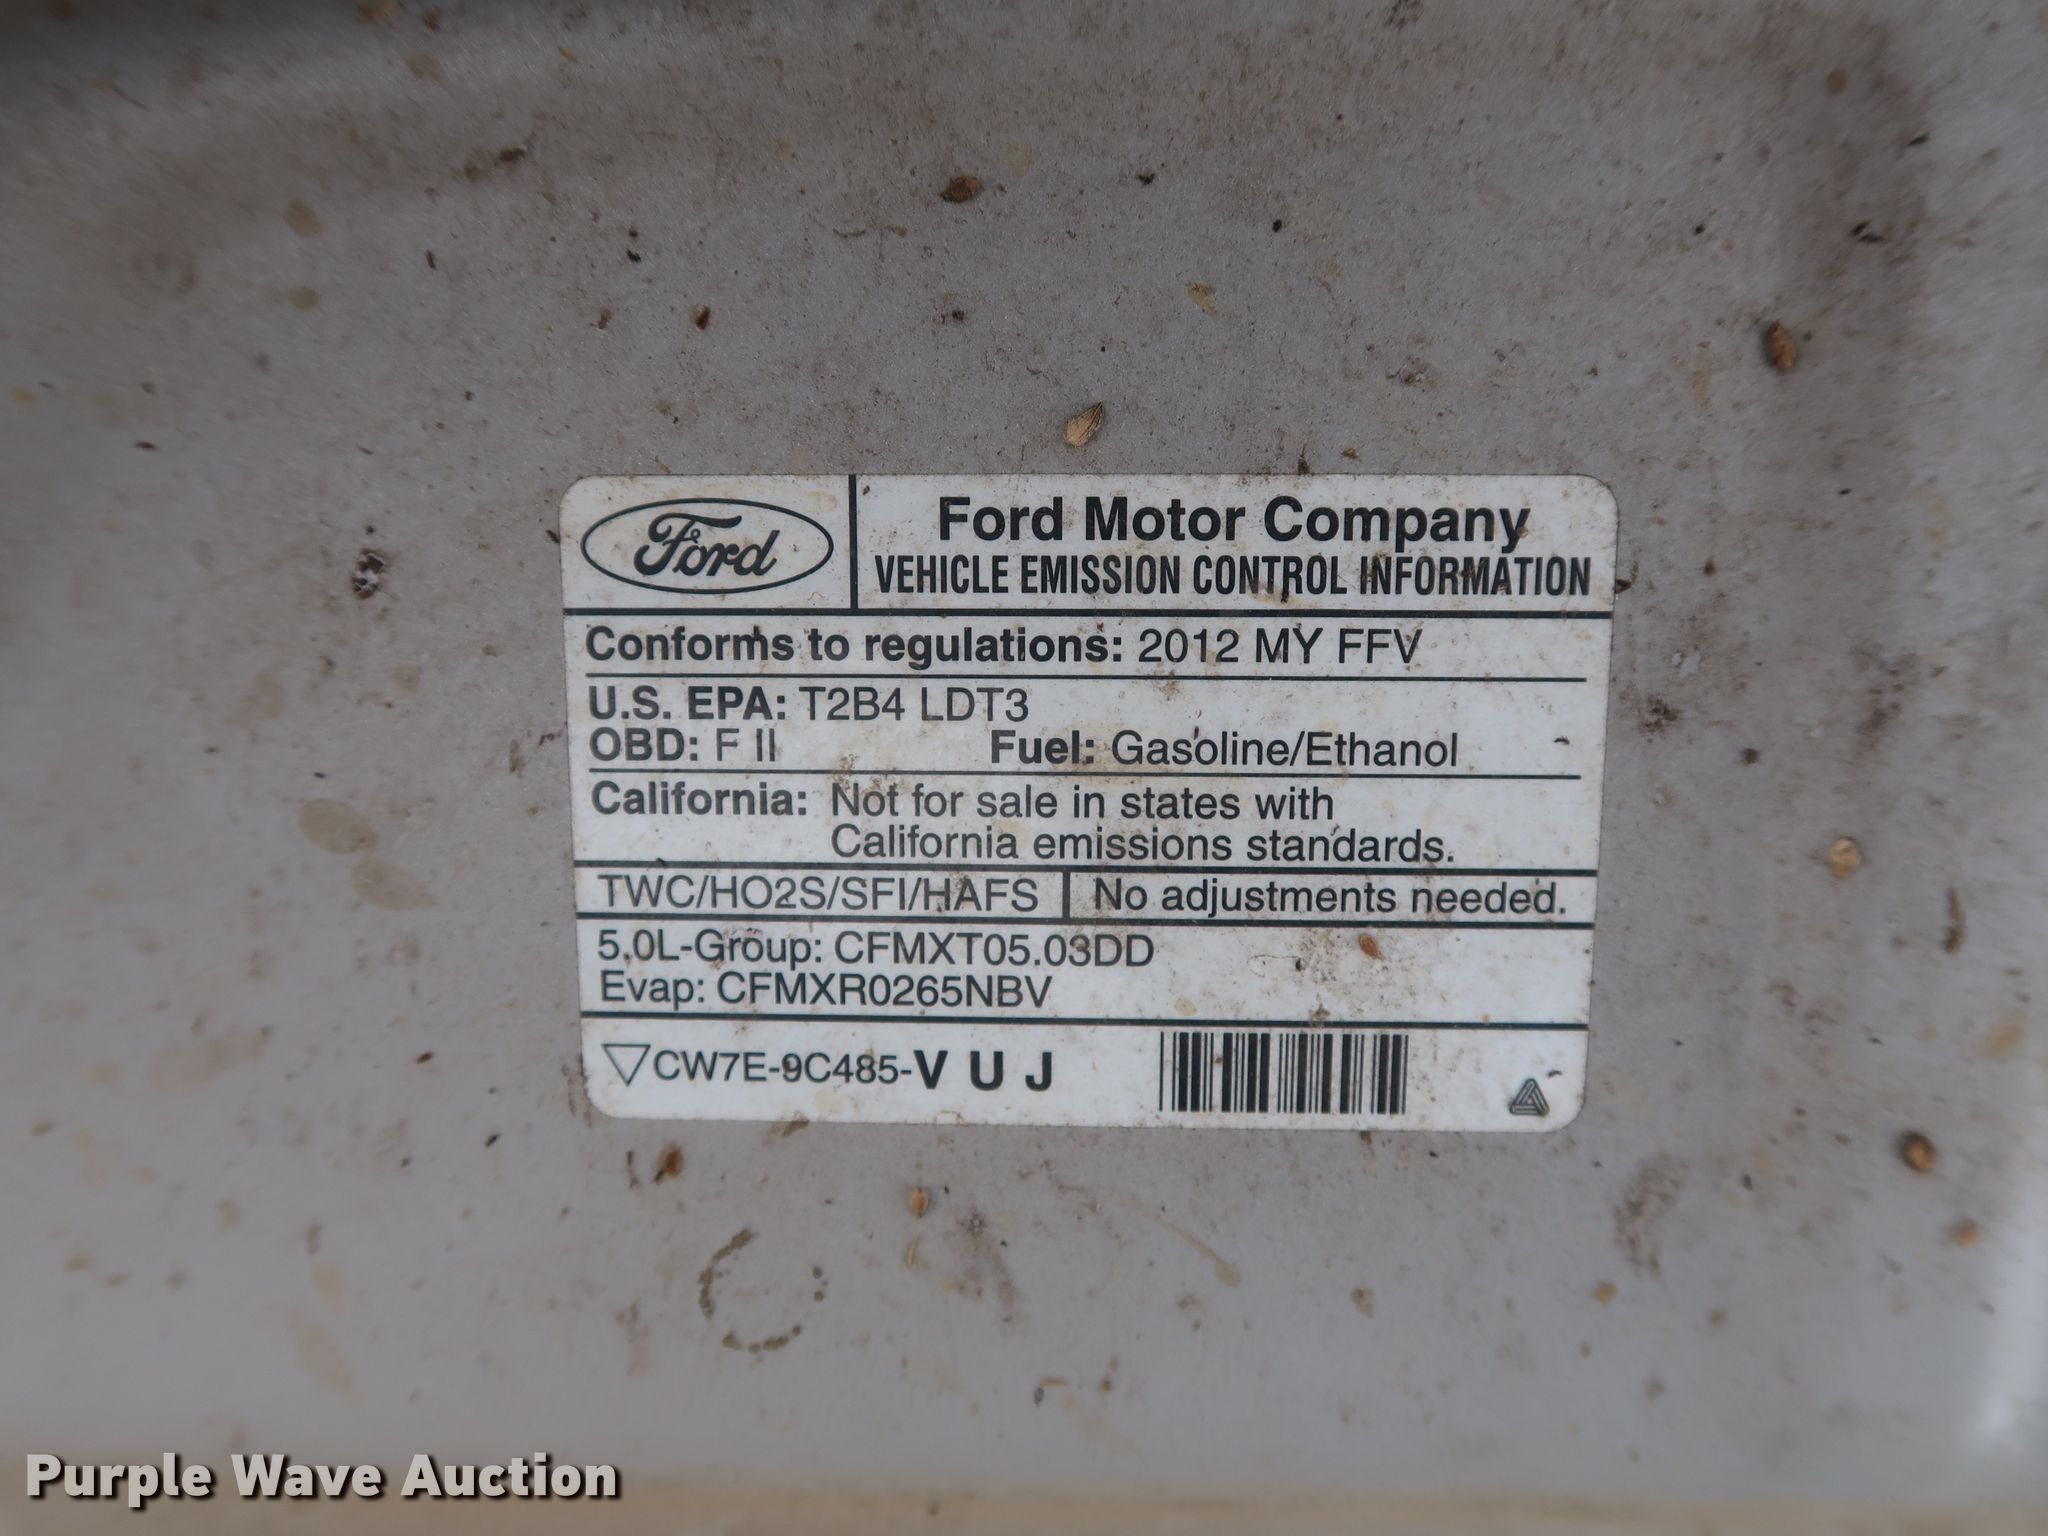 Ford
Ford Motor Company
VEHICLE EMISSION CONTROL INFORMATION
Conforms to regulations: 2012 MY FFV
U.S. EPA: T2B4 LDT3
OBD: F II Fuel: Gasoline/Ethanol
California: Not for sale in states with
California emissions standards.
TWC/HO2S/SFI/HAFS No adjustments needed.
5.0L-Group: CFMXT05.03DD
Evap: CFMXR0265NBV
CW7E-9C485-V U J
Purple Wave Auction